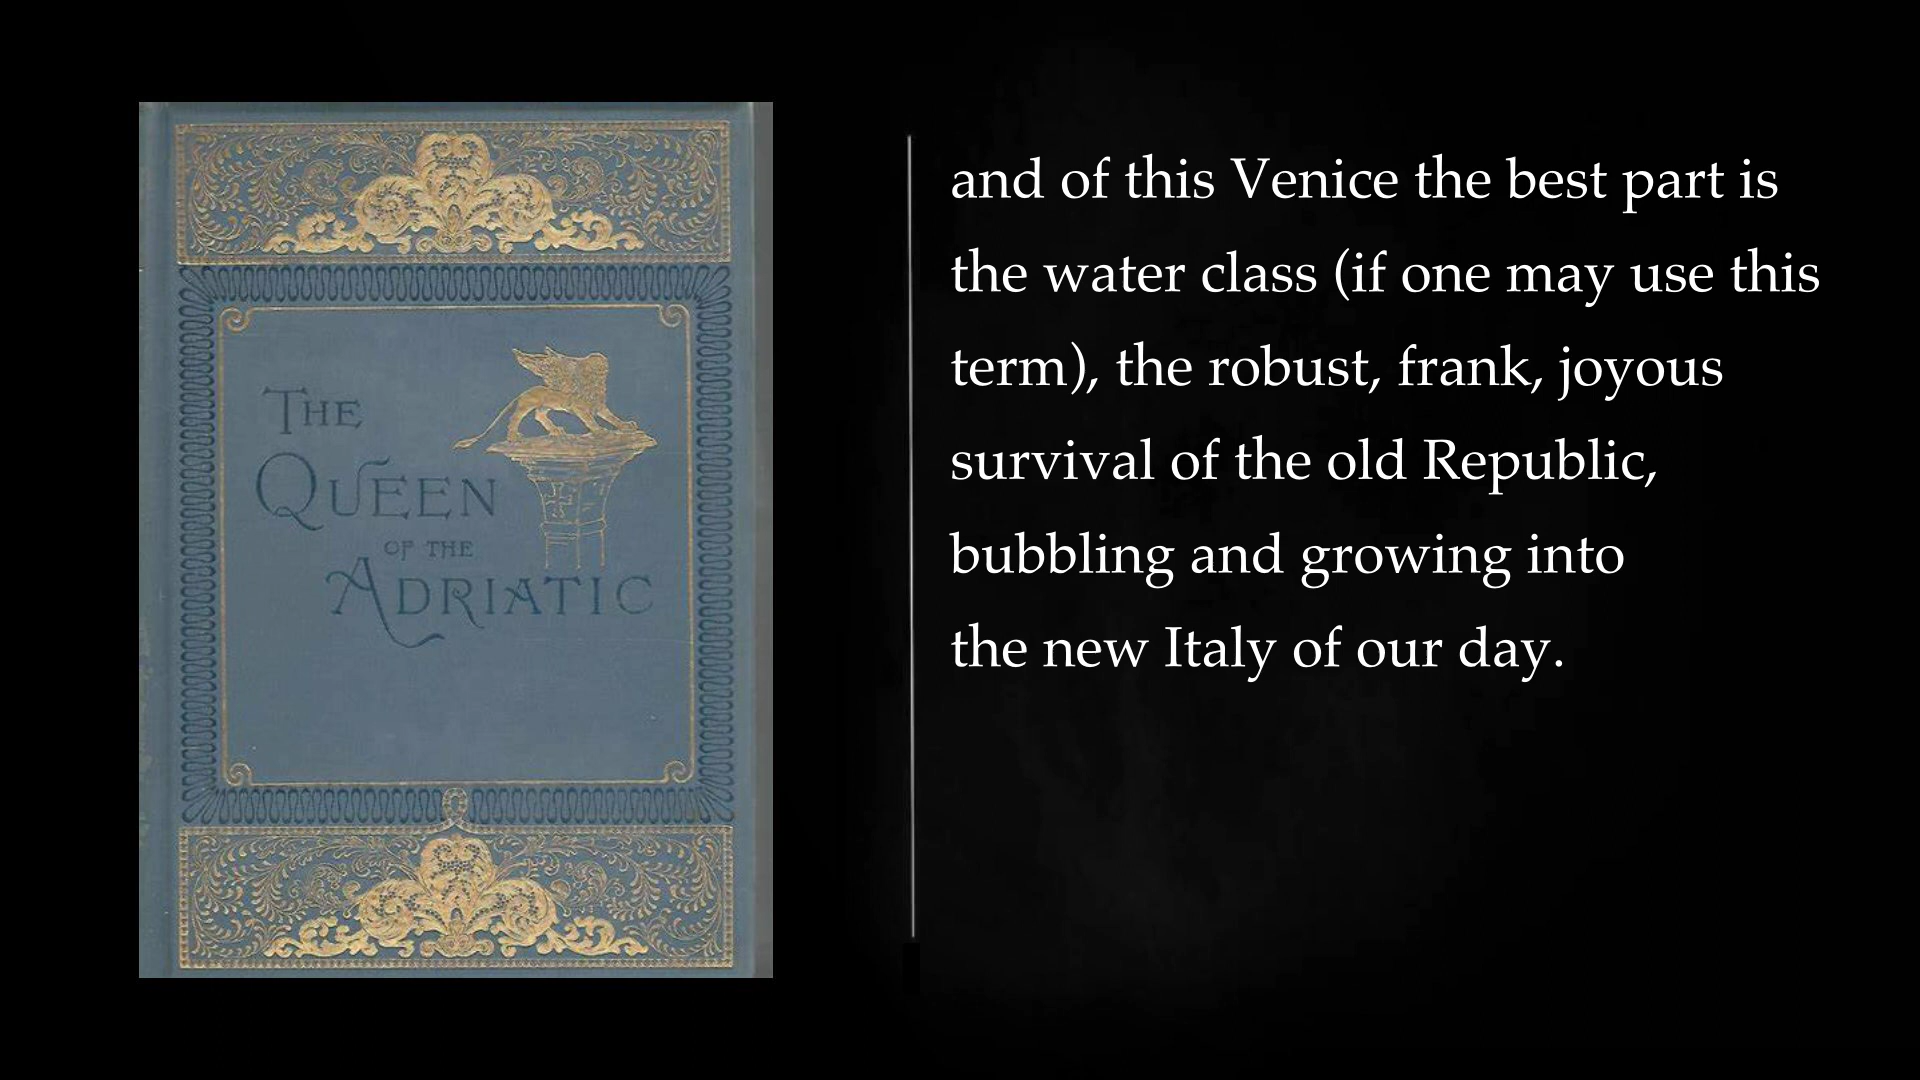 THE
QUEEN
OF THE
ADRIATIC
and of this Venice the best part is
the water class (if one may use this
term), the robust, frank, joyous
survival of the old Republic,
bubbling and growing into
the new Italy of our day.